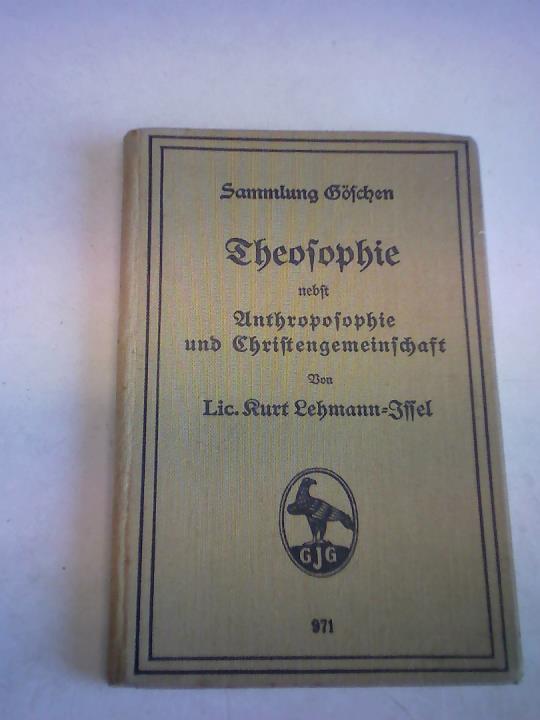 Sammlung Göschen
Theosophie
nebst
Anthroposophie
und Christengemeinschaft
Von
Lic. Kurt Lehmann-Issel
GJG
971